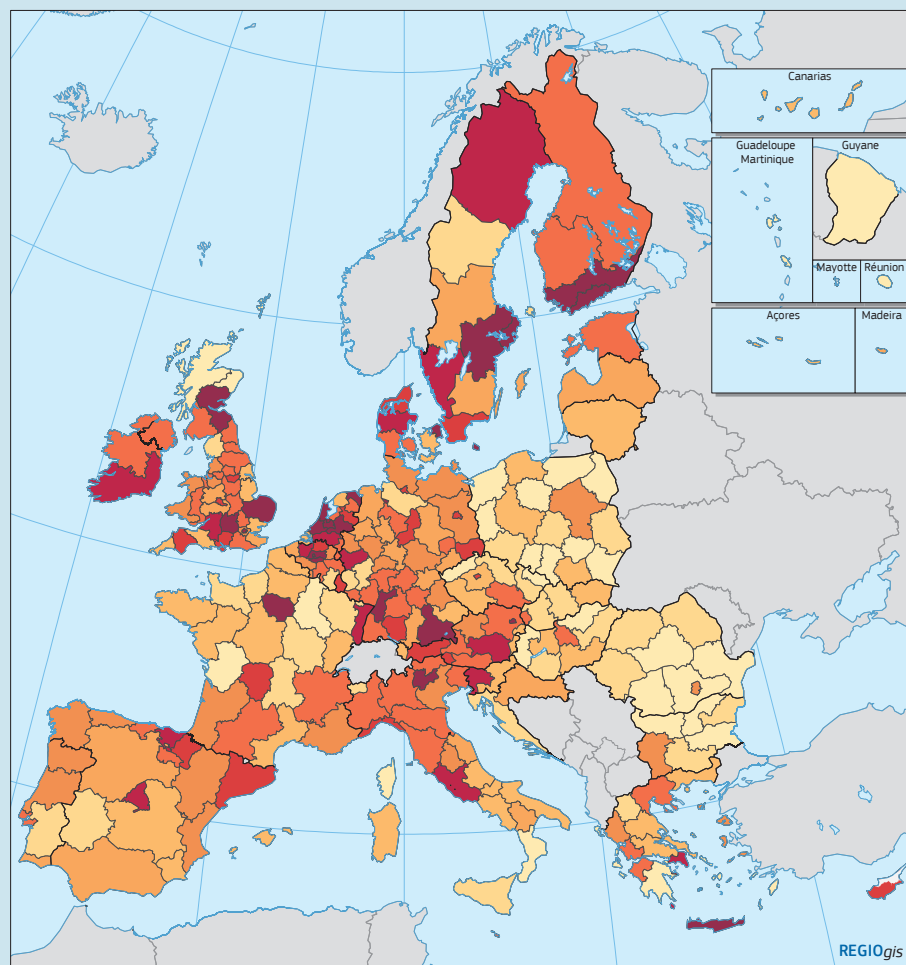 Canarias
Guadeloupe
Martinique
Guyane
Mayotte
Réunion
Açores
Madeira
REGIOgis